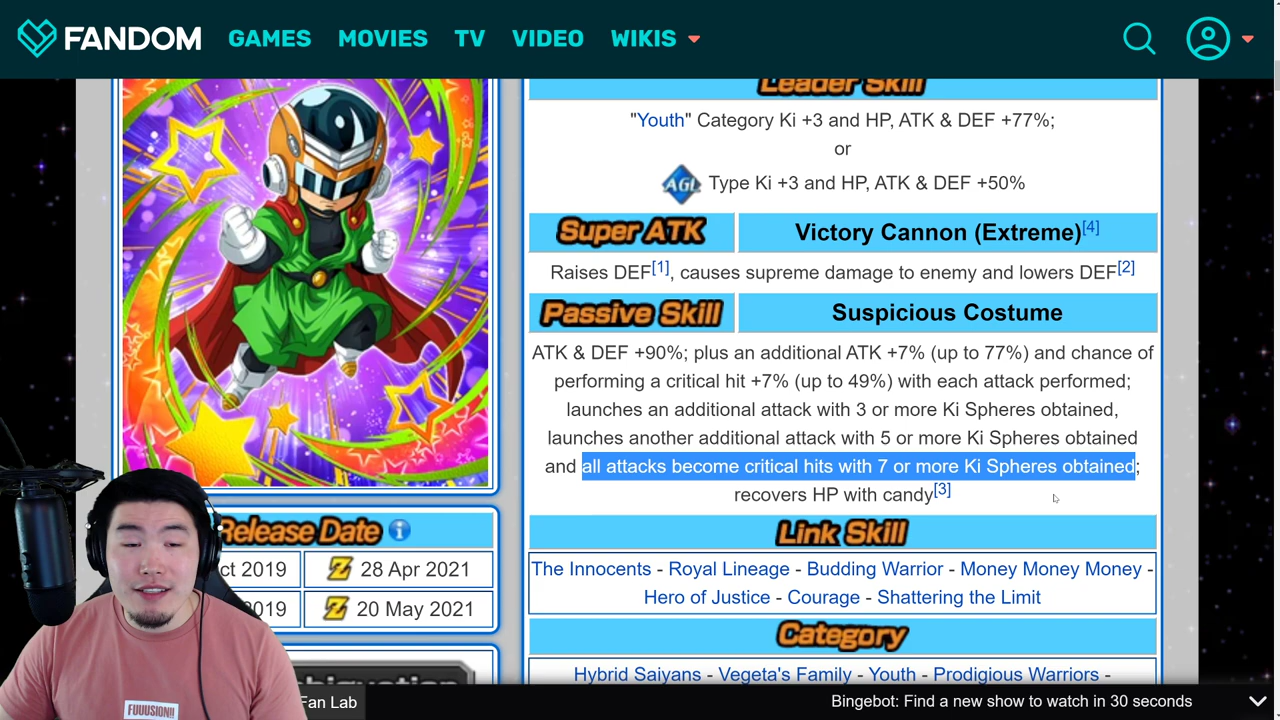 FANDOM GAMES MOVIES TV VIDEO WIKIS
Leader Skill
"Youth" Category Ki +3 and HP, ATK & DEF +77%;
or
AGL Type Ki +3 and HP, ATK & DEF +50%
Super ATK Victory Cannon (Extreme)[4]
Raises DEF[1], causes supreme damage to enemy and lowers DEF[2]
Passive Skill Suspicious Costume
ATK & DEF +90%; plus an additional ATK +7% (up to 77%) and chance of
performing a critical hit +7% (up to 49%) with each attack performed;
launches an additional attack with 3 or more Ki Spheres obtained,
launches another additional attack with 5 or more Ki Spheres obtained
and all attacks become critical hits with 7 or more Ki Spheres obtained;
recovers HP with candy[3]
Link Skill
The Innocents - Royal Lineage - Budding Warrior - Money Money Money -
Hero of Justice - Courage - Shattering the Limit
Category
Hybrid Saiyans - Vegeta's Family - Youth - Prodigious Warriors -
Release Date i
ct 2019 Z 28 Apr 2021
2019 Z 20 May 2021
FUUUSION!!
Fan Lab
Bingebot: Find a new show to watch in 30 seconds